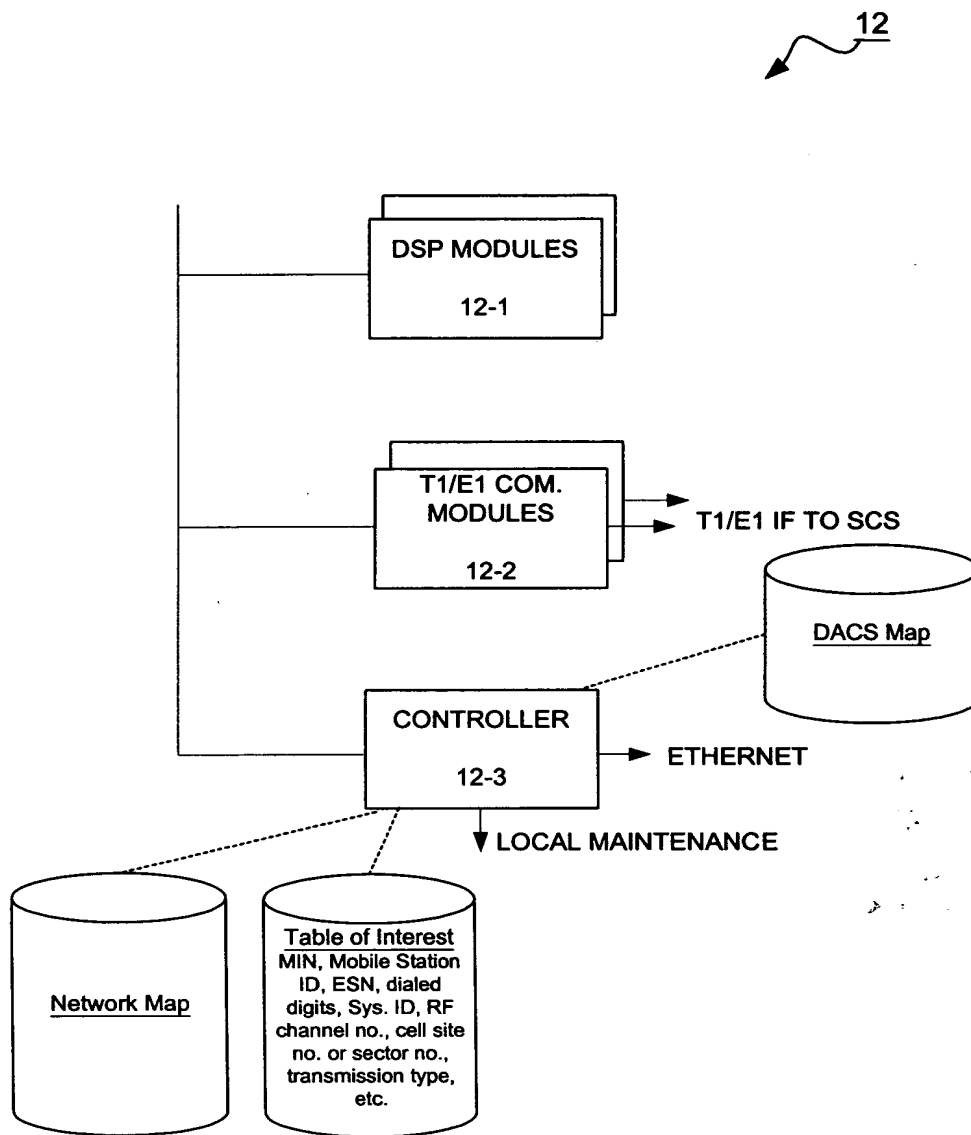 12
DSP MODULES
12-1
T1/E1 COM.
MODULES
12-2
T1/E1 IF TO SCS
DACS Map
CONTROLLER
12-3
ETHERNET
LOCAL MAINTENANCE
Network Map
Table of Interest
MIN, Mobile Station
ID, ESN, dialed
digits, Sys. ID, RF
channel no., cell site
no. or sector no.,
transmission type,
etc.